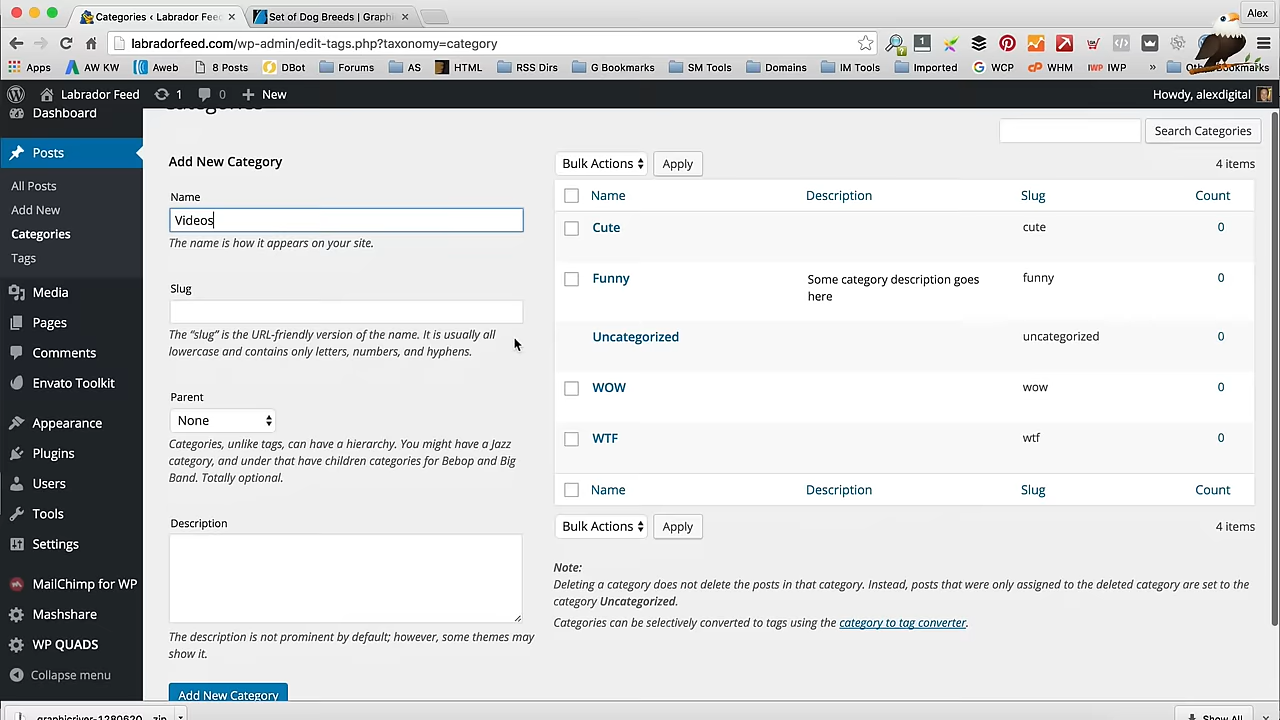 Categories ‹ Labrador Feed
Set of Dog Breeds | Graphi
Alex
labradorfeed.com/wp-admin/edit-tags.php?taxonomy=category
1
Apps
AW KW
Aweb
8 Posts
DBot
Forums
AS
HTML
RSS Dirs
G Bookmarks
SM Tools
Domains
IM Tools
Imported
WCP
cP WHM
IWP IWP
»
Bookmarks
Labrador Feed
1
0
+ New
Howdy, alexdigital
Dashboard
Posts
All Posts
Add New
Categories
Tags
Media
Pages
Comments
Envato Toolkit
Appearance
Plugins
Users
Tools
Settings
MailChimp for WP
Mashshare
WP QUADS
Collapse menu
Categories
Search Categories
Add New Category
Name
Videos
The name is how it appears on your site.
Slug
The “slug” is the URL-friendly version of the name. It is usually all
lowercase and contains only letters, numbers, and hyphens.
Parent
None
Categories, unlike tags, can have a hierarchy. You might have a Jazz
category, and under that have children categories for Bebop and Big
Band. Totally optional.
Description
The description is not prominent by default; however, some themes may
show it.
Add New Category
Bulk Actions
Apply
4 items
Name Description Slug Count
Cute cute 0
Funny Some category description goes funny 0
here
Uncategorized uncategorized 0
WOW wow 0
WTF wtf 0
Name Description Slug Count
Bulk Actions
Apply
4 items
Note:
Deleting a category does not delete the posts in that category. Instead, posts that were only assigned to the deleted category are set to the
category Uncategorized.
Categories can be selectively converted to tags using the category to tag converter.
graphicriver-1280620....zip
Show All